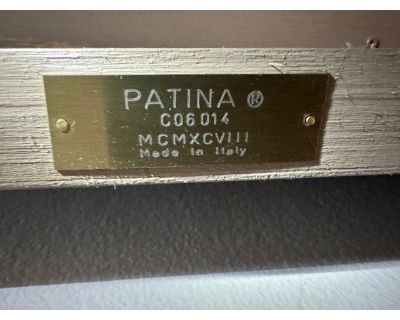 PATINA ®
C06014
MCMXCVIII
Made in Italy